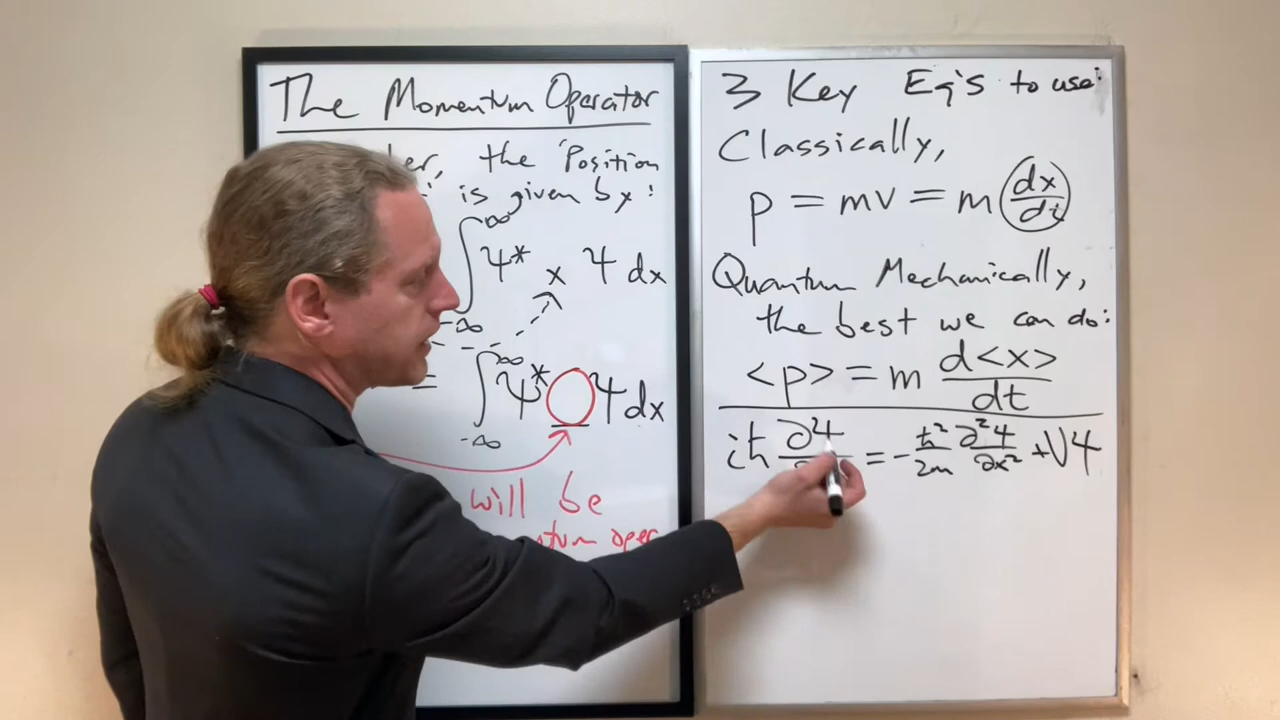 The Momentum Operator
the "Position
is given by:
∫ Ψ* x Ψ dx
∞
-∞
= ∫ Ψ* Ψ dx
∞
-∞
will be
oper
3 Key Eq's to use:
Classically,
p = mv = m dx/dt
Quantum Mechanically,
the best we can do:
<p> = m d<x>/dt
iħ ∂Ψ = -ħ²/2m ∂²Ψ/∂x² + VΨ